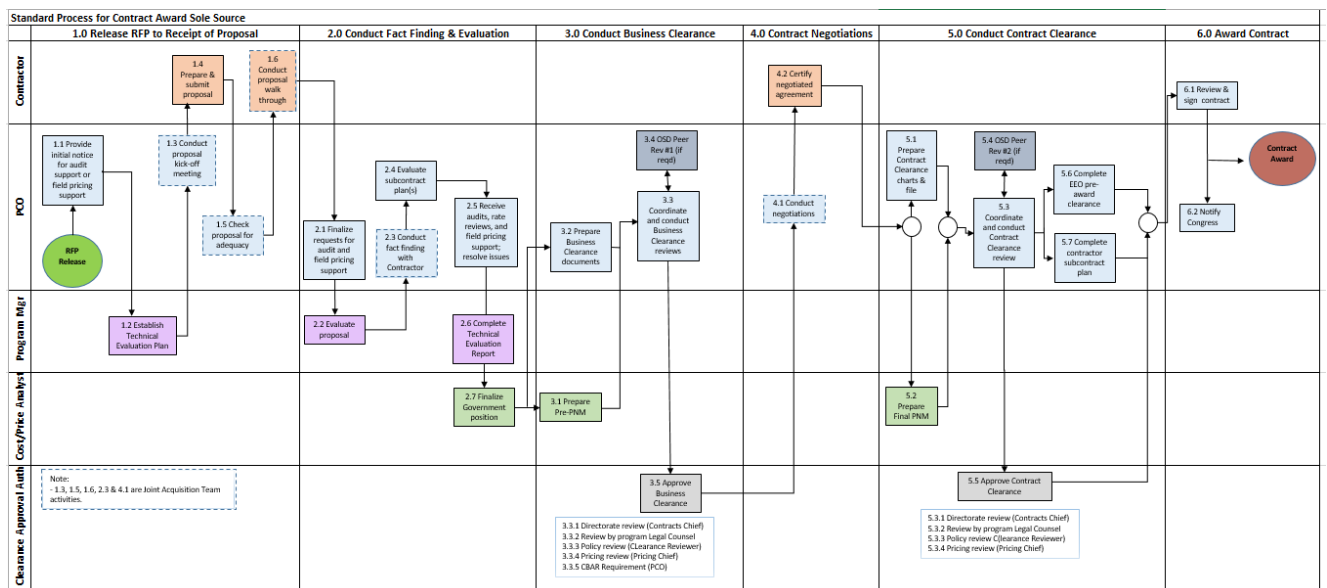 Standard Process for Contract Award Sole Source
1.0 Release RFP to Receipt of Proposal
2.0 Conduct Fact Finding & Evaluation
3.0 Conduct Business Clearance
4.0 Contract Negotiations
5.0 Conduct Contract Clearance
6.0 Award Contract
Contractor
1.4
Prepare &
submit
proposal
1.6
Conduct
proposal
walk
through
4.2 Certify
negotiated
agreement
6.1 Review &
sign contract
PCO
1.1 Provide
initial notice
for audit
support or
field pricing
support
RFP
Release
1.3 Conduct
proposal
kick-off
meeting
1.5 Check
proposal for
adequacy
2.1 Finalize
requests for
audit and
field pricing
support
2.4 Evaluate
subcontract
plan(s)
2.3 Conduct
fact finding
with
Contractor
2.5 Receive
audits, rate
reviews, and
field pricing
support;
resolve issues
3.2 Prepare
Business
Clearance
documents
3.4 OSD Peer
Rev #1 (if
reqd)
3.3
Coordinate
and conduct
Business
Clearance
reviews
4.1 Conduct
negotiations
5.1
Prepare
Contract
Clearance
charts &
file
5.4 OSD Peer
Rev #2 (if
reqd)
5.3
Coordinate
and conduct
Contract
Clearance
review
5.6 Complete
EEO pre-
award
clearance
5.7 Complete
contractor
subcontract
plan
Contract
Award
6.2 Notify
Congress
Program Mgr
1.2 Establish
Technical
Evaluation Plan
2.2 Evaluate
proposal
2.6 Complete
Technical
Evaluation
Report
Cost/Price Analyst
2.7 Finalize
Government
position
3.1 Prepare
Pre-PNM
5.2
Prepare
Final PNM
Clearance Approval Auth
Note:
- 1.3, 1.5, 1.6, 2.3 & 4.1 are Joint Acquisition Team
activities.
3.5 Approve
Business
Clearance
3.3.1 Directorate review (Contracts Chief)
3.3.2 Review by program Legal Counsel
3.3.3 Policy review (CLearance Reviewer)
3.3.4 Pricing review (Pricing Chief)
3.3.5 CBAR Requirement (PCO)
5.5 Approve Contract
Clearance
5.3.1 Directorate review (Contracts Chief)
5.3.2 Review by program Legal Counsel
5.3.3 Policy review C(learance Reviewer)
5.3.4 Pricing review (Pricing Chief)